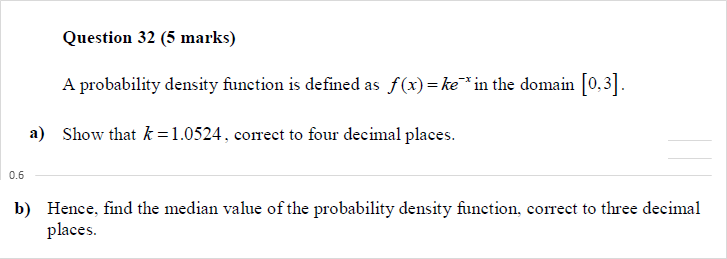 Question 32 (5 marks)
A probability density function is defined as f(x) = ke⁻ˣ in the domain [0,3].
a) Show that k = 1.0524, correct to four decimal places.
0.6
b) Hence, find the median value of the probability density function, correct to three decimal
places.